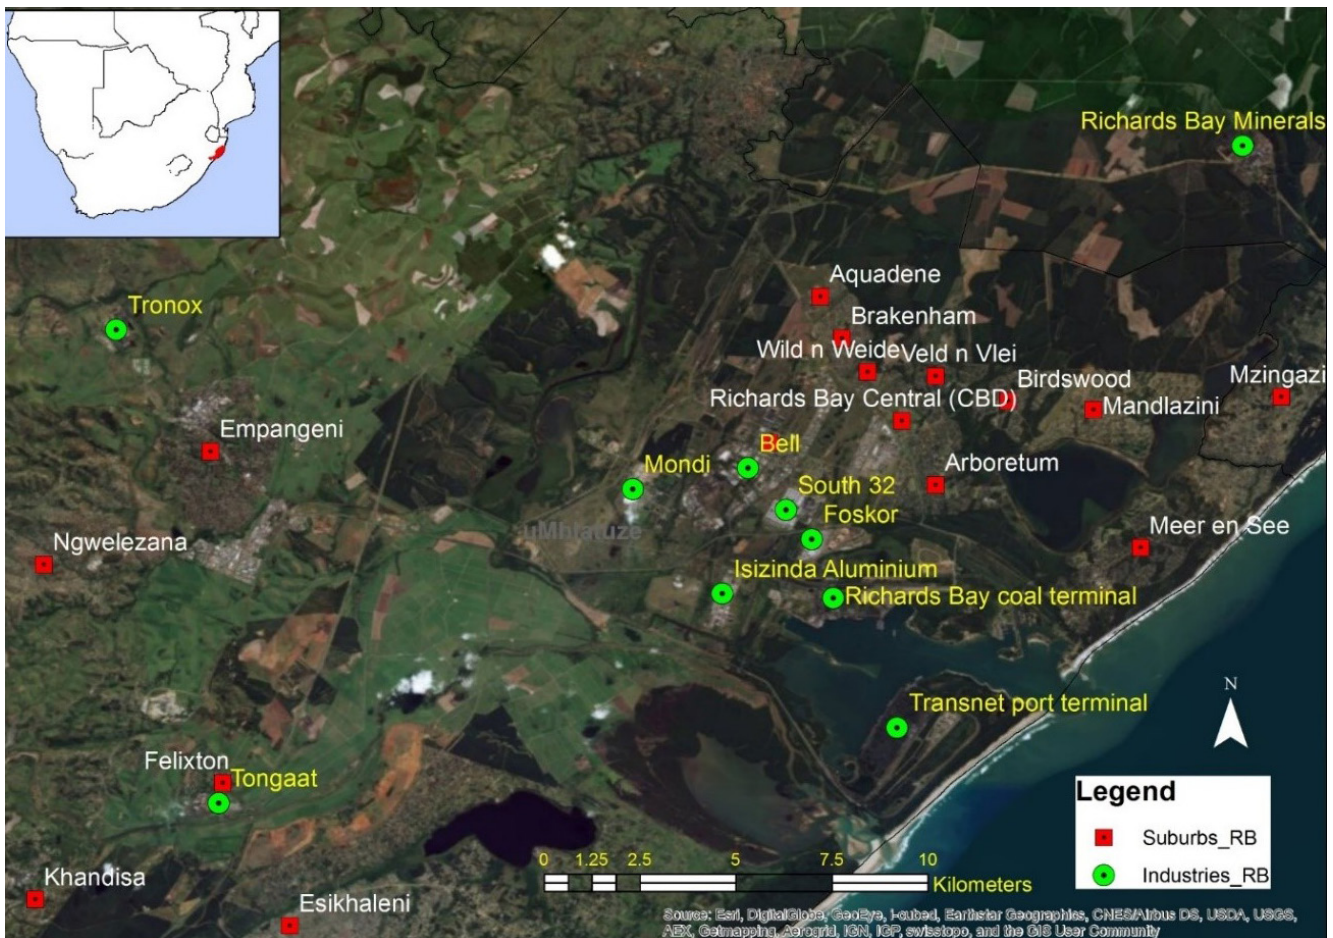 Richards Bay Minerals
Aquadene
Tronox
Brakenham
Wild n Weide
Veld n Vlei
Birdswood
Mzingazi
Richards Bay Central (CBD)
Mandlazini
Empangeni
Bell
Mondi
Arboretum
South 32
Foskor
uMhlatuze
Meer en See
Ngwelezana
Isizinda Aluminium
Richards Bay coal terminal
N
Transnet port terminal
Felixton
Tongaat
Legend
Suburbs_RB
Industries_RB
0 1.25 2.5 5 7.5 10
Kilometers
Khandisa
Esikhaleni
Source: Esri, DigitalGlobe, GeoEye, i-cubed, Earthstar Geographics, CNES/Airbus DS, USDA, USGS,
AEX, Getmapping, Aerogrid, IGN, IGP, swisstopo, and the GIS User Community